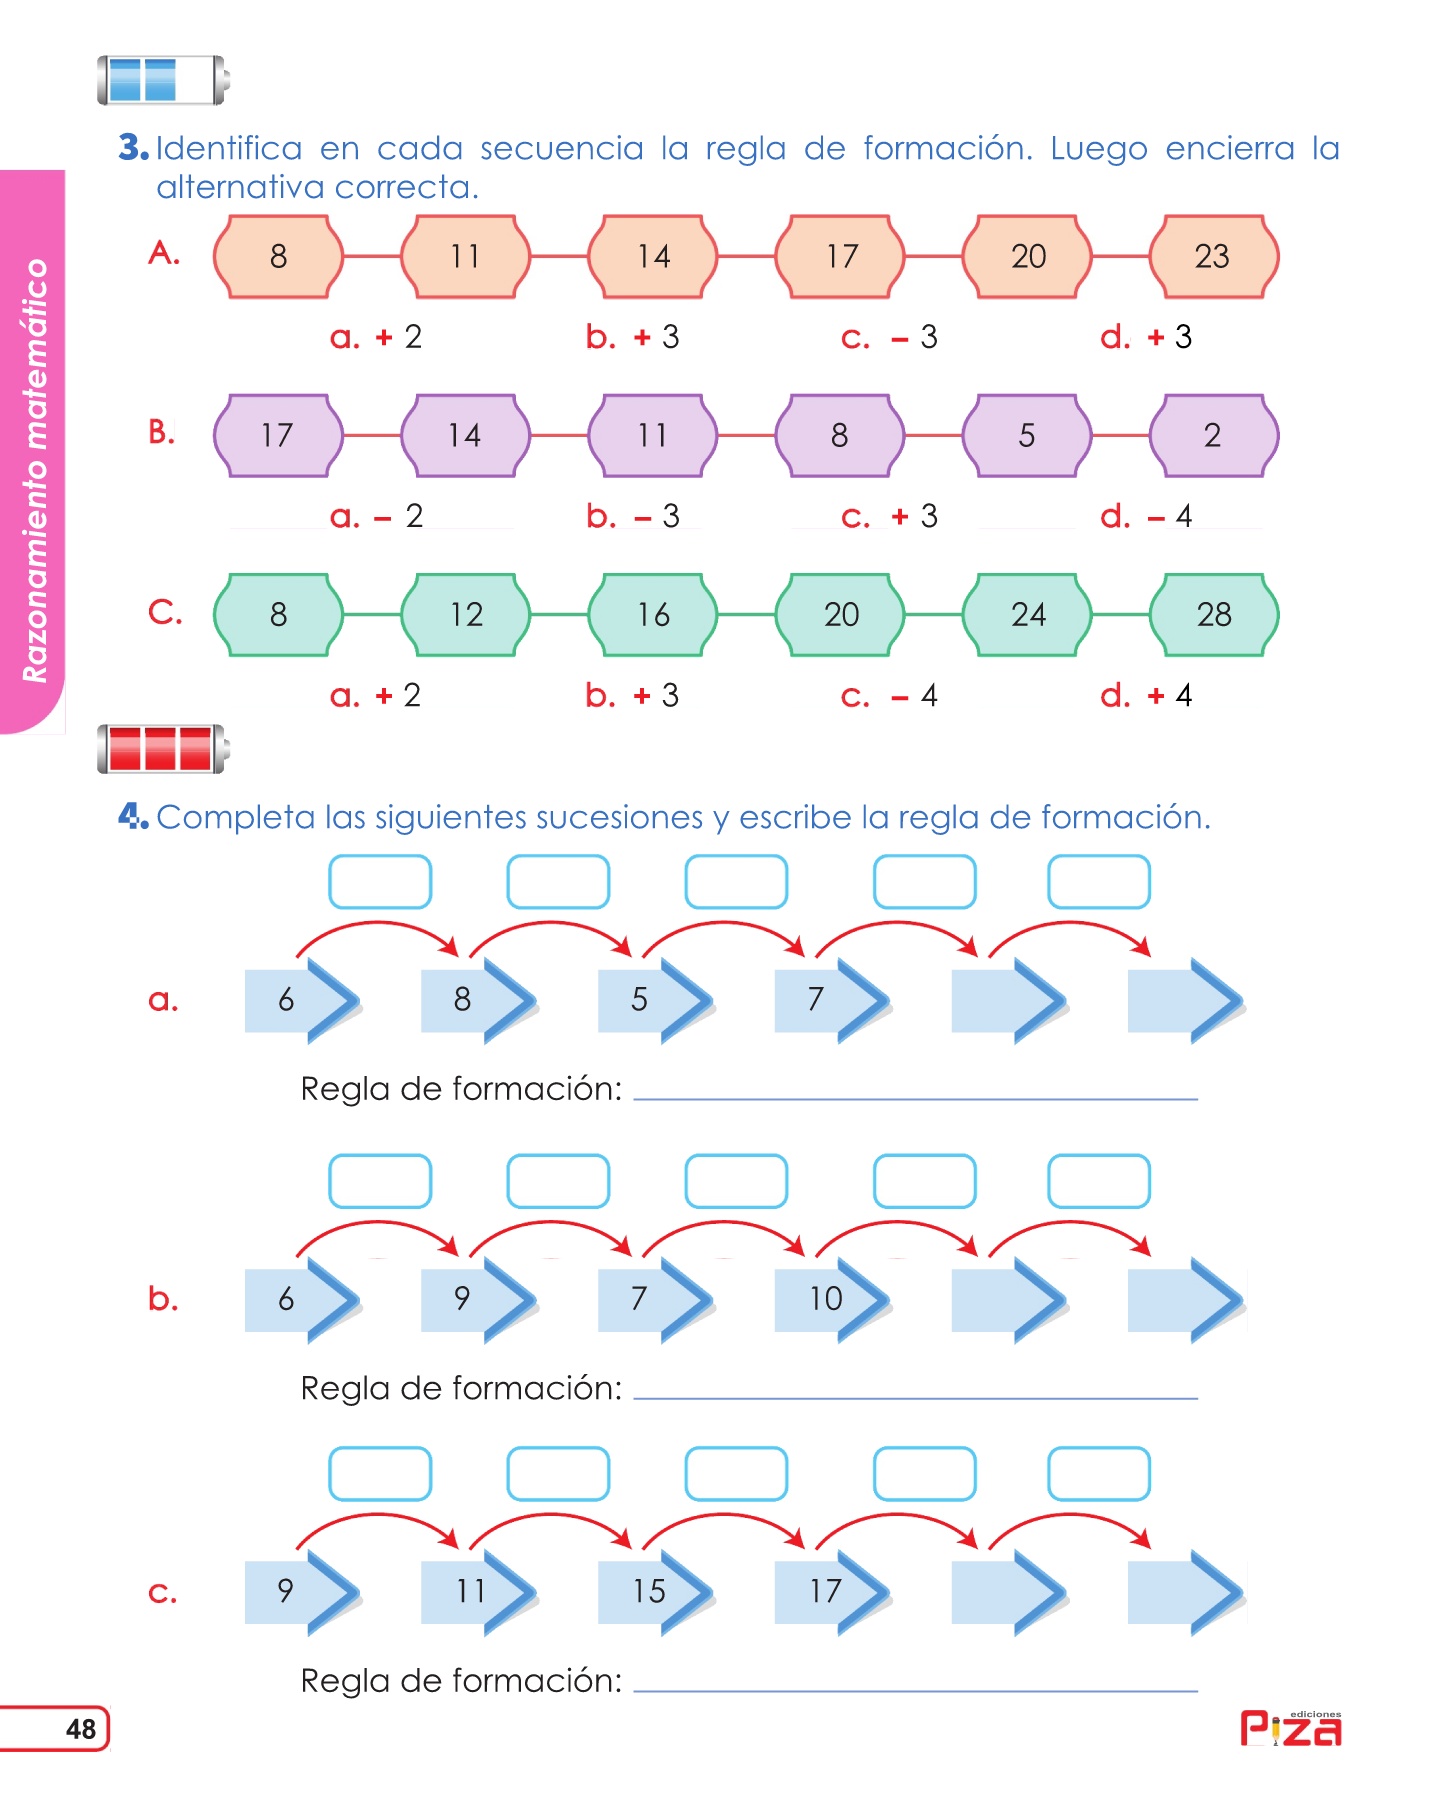 3. Identifica en cada secuencia la regla de formación. Luego encierra la
alternativa correcta.
A. 8 11 14 17 20 23
a. + 2 b. + 3 c. – 3 d. + 3
B. 17 14 11 8 5 2
a. – 2 b. – 3 c. + 3 d. – 4
C. 8 12 16 20 24 28
a. + 2 b. + 3 c. – 4 d. + 4
Razonamiento matemático
4. Completa las siguientes sucesiones y escribe la regla de formación.
a. 6 8 5 7
Regla de formación:
b. 6 9 7 10
Regla de formación:
c. 9 11 15 17
Regla de formación:
48
ediciones
Piza